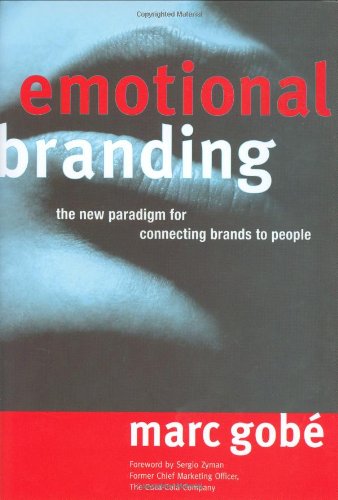 emotional
branding
the new paradigm for
connecting brands to people
marc gobé
Foreword by Sergio Zyman
Former Chief Marketing Officer,
The Coca-Cola Company